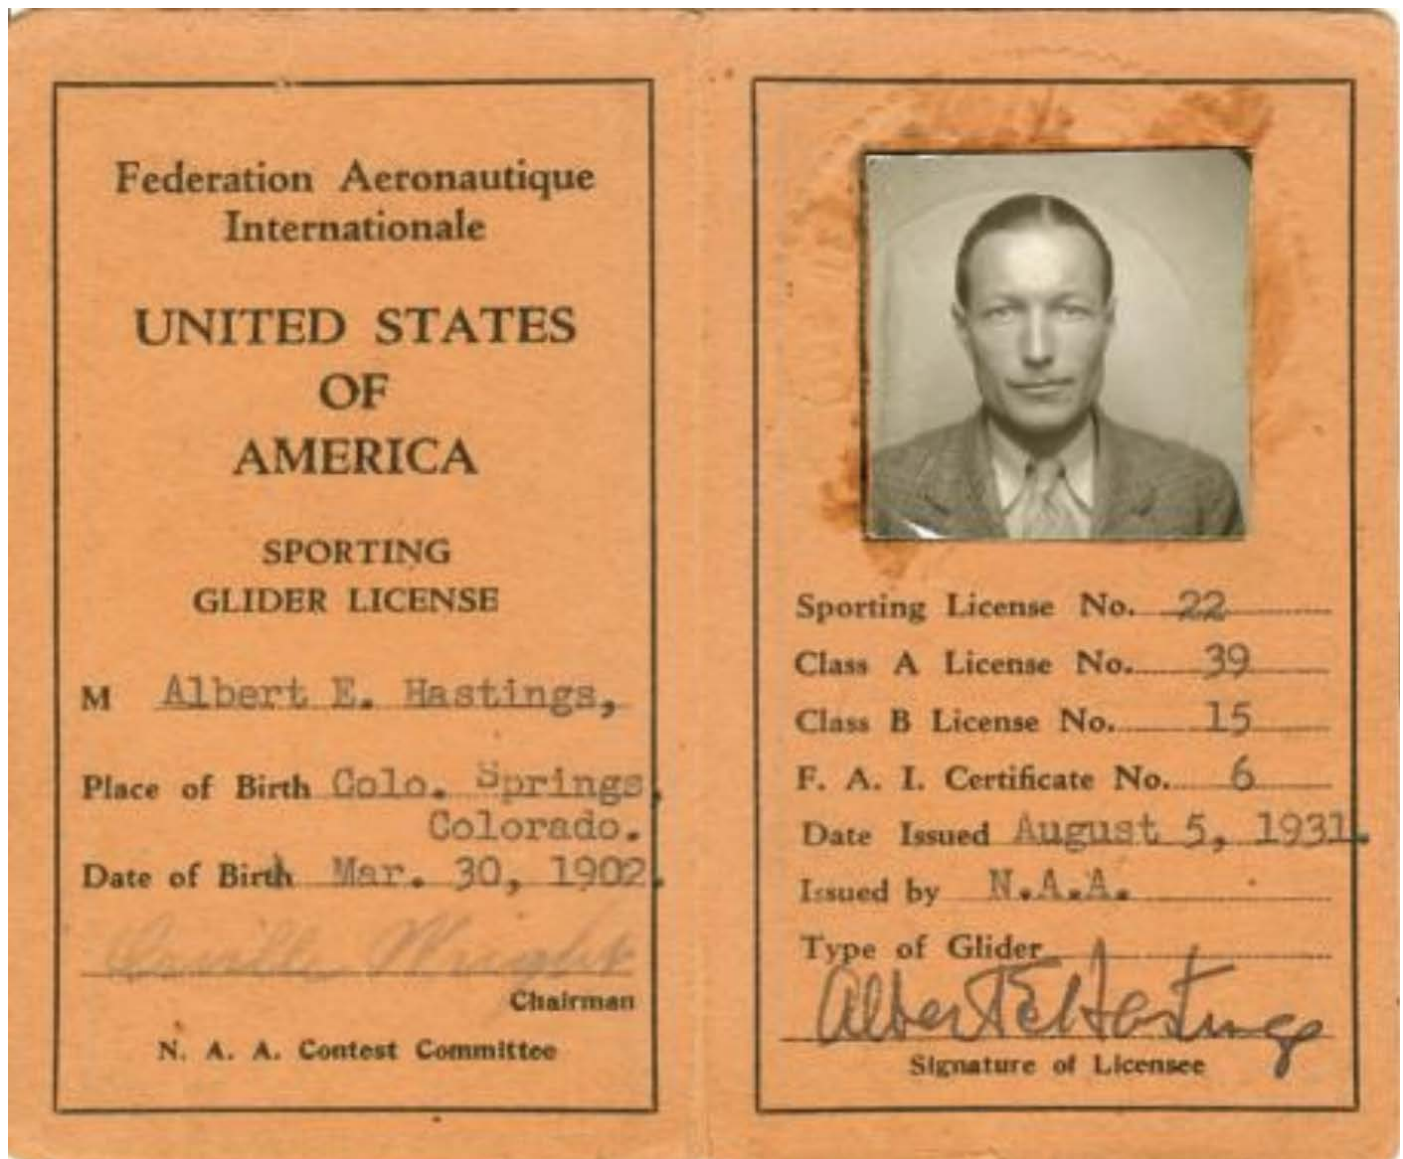 Federation Aeronautique
Internationale
UNITED STATES
OF
AMERICA
SPORTING
GLIDER LICENSE
M Albert E. Hastings,
Place of Birth Colo. Springs,
Colorado.
Date of Birth Mar. 30, 1902.
Orville Wright
Chairman
N. A. A. Contest Committee
Sporting License No. 22
Class A License No. 39
Class B License No. 15
F. A. I. Certificate No. 6
Date Issued August 5, 1931.
Issued by N.A.A.
Type of Glider
Albert E Hastings
Signature of Licensee